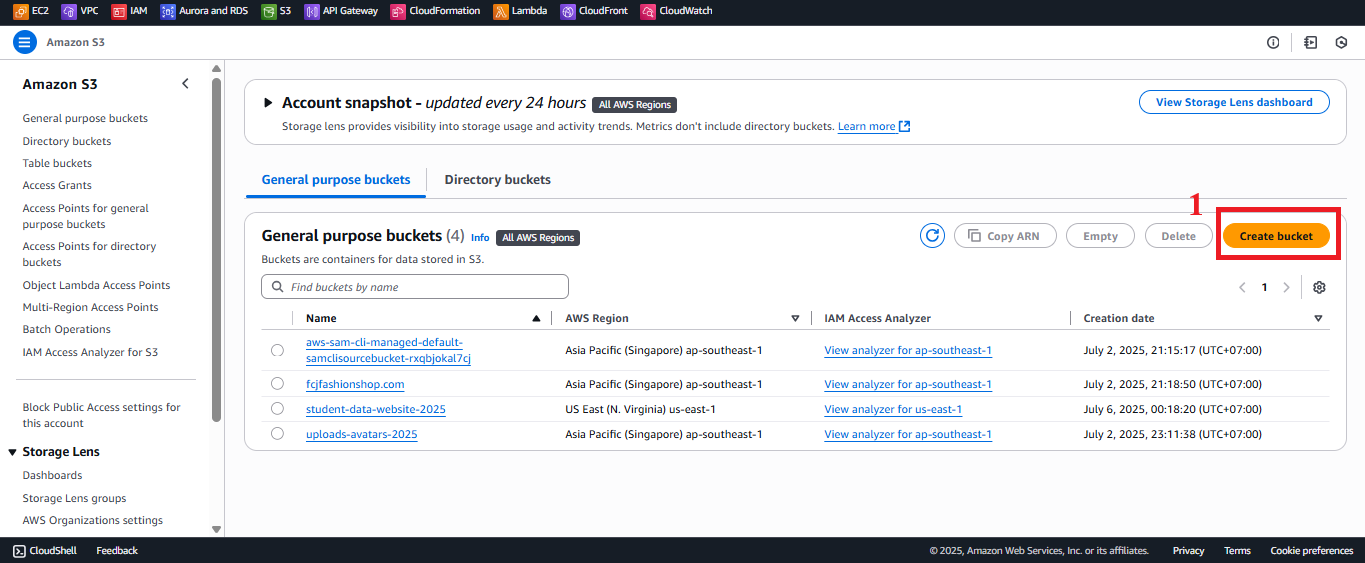 EC2 VPC IAM Aurora and RDS S3 API Gateway CloudFormation Lambda CloudFront CloudWatch
Amazon S3
Amazon S3
General purpose buckets
Directory buckets
Table buckets
Access Grants
Access Points for general
purpose buckets
Access Points for directory
buckets
Object Lambda Access Points
Multi-Region Access Points
Batch Operations
IAM Access Analyzer for S3
Block Public Access settings for
this account
Storage Lens
Dashboards
Storage Lens groups
AWS Organizations settings
Account snapshot - updated every 24 hours All AWS Regions
View Storage Lens dashboard
Storage lens provides visibility into storage usage and activity trends. Metrics don't include directory buckets. Learn more
General purpose buckets Directory buckets
1
General purpose buckets (4) Info All AWS Regions
Copy ARN Empty Delete Create bucket
Buckets are containers for data stored in S3.
Find buckets by name
1
Name AWS Region IAM Access Analyzer Creation date
aws-sam-cli-managed-default-
samclisourcebucket-rxqbjokal7cj
Asia Pacific (Singapore) ap-southeast-1 View analyzer for ap-southeast-1 July 2, 2025, 21:15:17 (UTC+07:00)
fcjfashionshop.com Asia Pacific (Singapore) ap-southeast-1 View analyzer for ap-southeast-1 July 2, 2025, 21:18:50 (UTC+07:00)
student-data-website-2025 US East (N. Virginia) us-east-1 View analyzer for us-east-1 July 6, 2025, 00:18:20 (UTC+07:00)
uploads-avatars-2025 Asia Pacific (Singapore) ap-southeast-1 View analyzer for ap-southeast-1 July 2, 2025, 23:11:38 (UTC+07:00)
CloudShell Feedback © 2025, Amazon Web Services, Inc. or its affiliates. Privacy Terms Cookie preferences